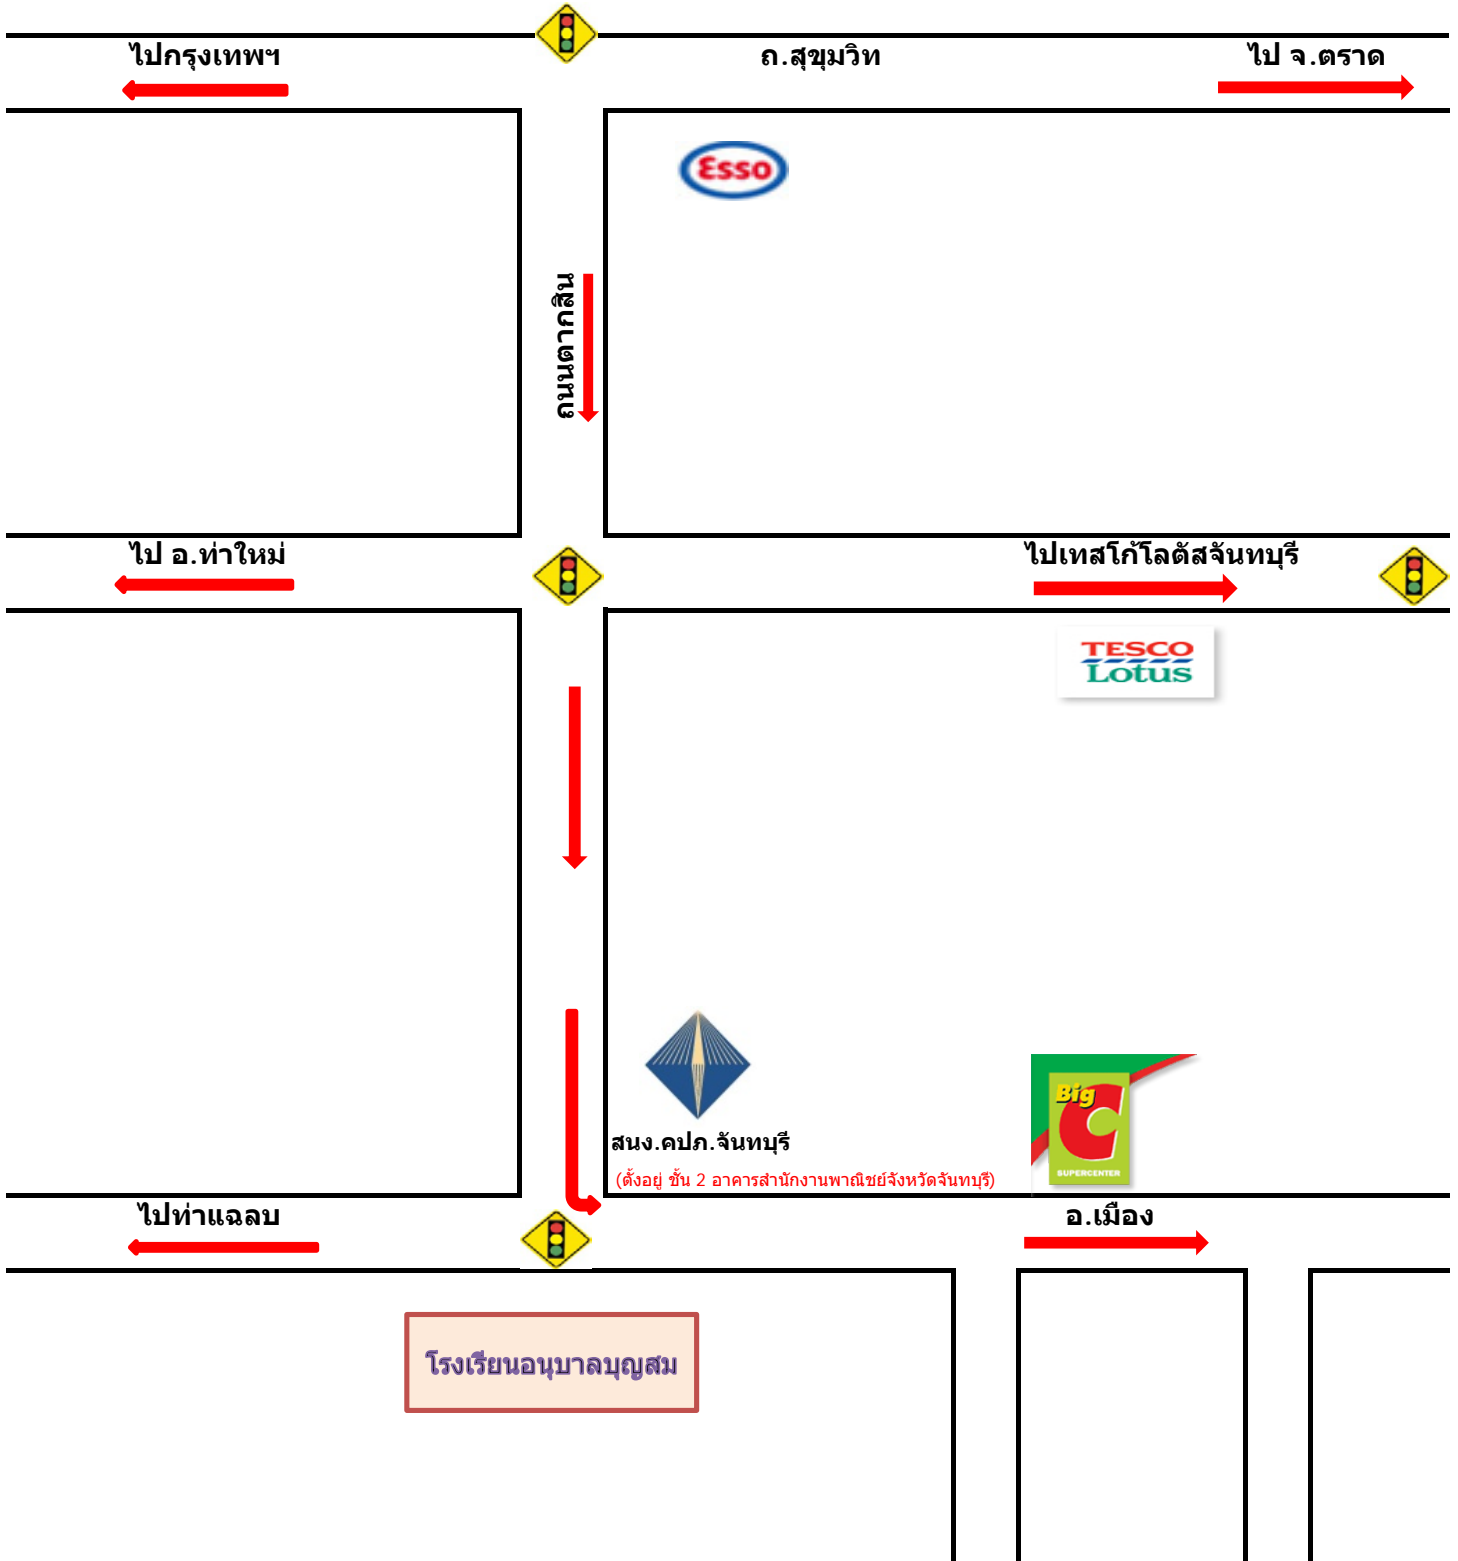 ไปกรุงเทพฯ
ถ.สุขุมวิท
ไป จ.ตราด
Esso
ถนนตากสิน
ไป อ.ท่าใหม่
ไปเทสโก้โลตัสจันทบุรี
TESCO
Lotus
สนง.คปภ.จันทบุรี
(ตั้งอยู่ ชั้น 2 อาคารสำนักงานพาณิชย์จังหวัดจันทบุรี)
Big
C
SUPERCENTER
ไปท่าแฉลบ
อ.เมือง
โรงเรียนอนุบาลบุญสม